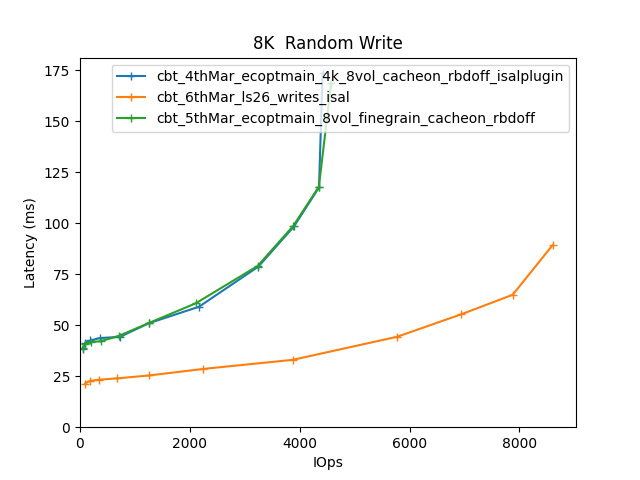 8K  Random Write
175
150
125
100
75
50
25
0
Latency (ms)
cbt_4thMar_ecoptmain_4k_8vol_cacheon_rbdoff_isalplugin
cbt_6thMar_ls26_writes_isal
cbt_5thMar_ecoptmain_8vol_finegrain_cacheon_rbdoff
0
2000
4000
6000
8000
IOps